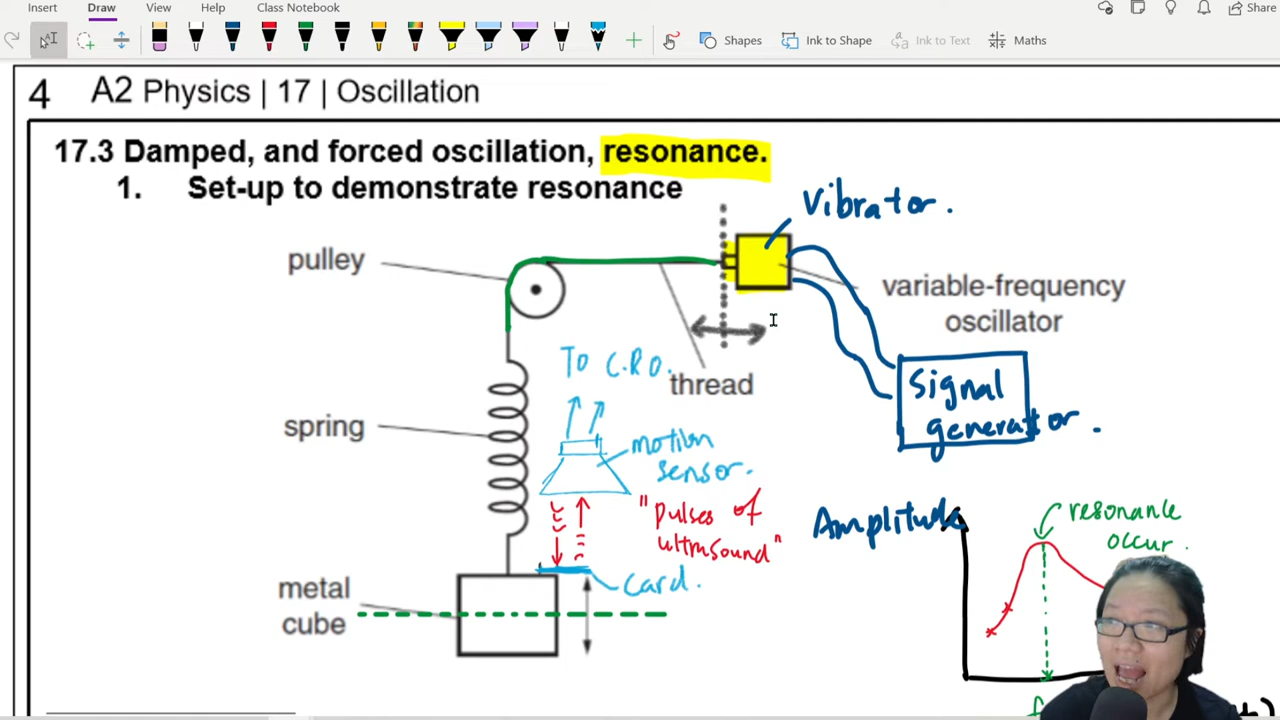 Insert Draw View Help Class Notebook Share
Shapes Ink to Shape Ink to Text Maths
4 A2 Physics | 17 | Oscillation
17.3 Damped, and forced oscillation, resonance.
1. Set-up to demonstrate resonance
Vibrator.
pulley
variable-frequency
oscillator
To C.R.O.
thread
Signal
generator.
spring
motion
sensor.
"pulses of
ultrasound"
Amplitude
resonance
occur.
metal
cube
card.